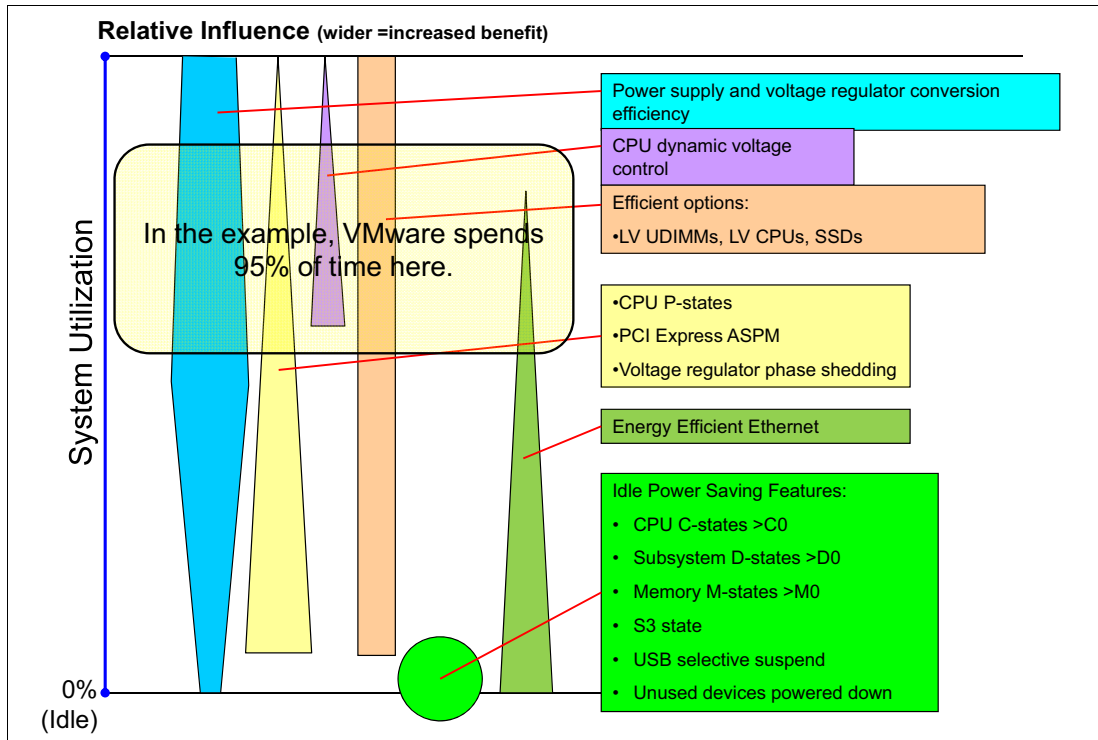 Relative Influence (wider =increased benefit)
Power supply and voltage regulator conversion
efficiency
CPU dynamic voltage
control
Efficient options:
•LV UDIMMs, LV CPUs, SSDs
In the example, VMware spends
95% of time here.
System Utilization
•CPU P-states
•PCI Express ASPM
•Voltage regulator phase shedding
Energy Efficient Ethernet
Idle Power Saving Features:
• CPU C-states >C0
• Subsystem D-states >D0
• Memory M-states >M0
• S3 state
• USB selective suspend
• Unused devices powered down
0%
(Idle)